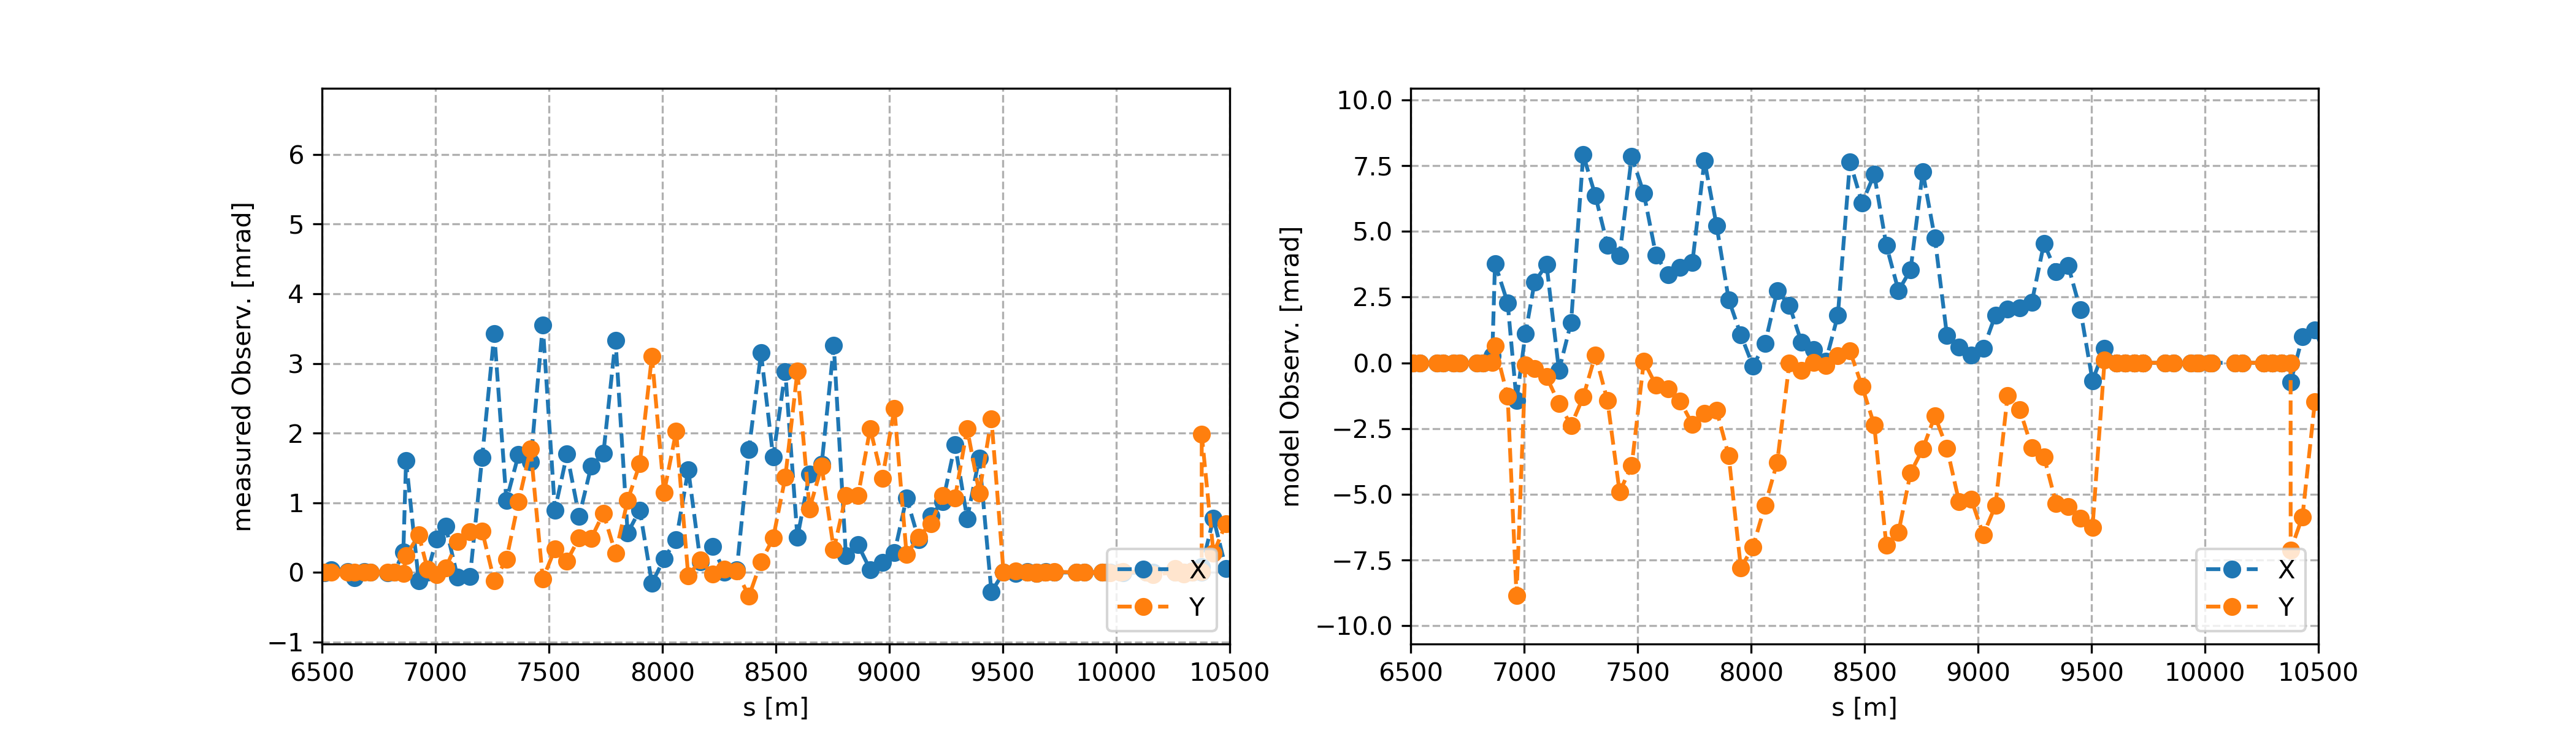 measured Observ. [mrad]
6
5
4
3
2
1
0
−1
6500 7000 7500 8000 8500 9000 9500 10000 10500
s [m]
X
Y
model Observ. [mrad]
10.0
7.5
5.0
2.5
0.0
−2.5
−5.0
−7.5
−10.0
6500 7000 7500 8000 8500 9000 9500 10000 10500
s [m]
X
Y